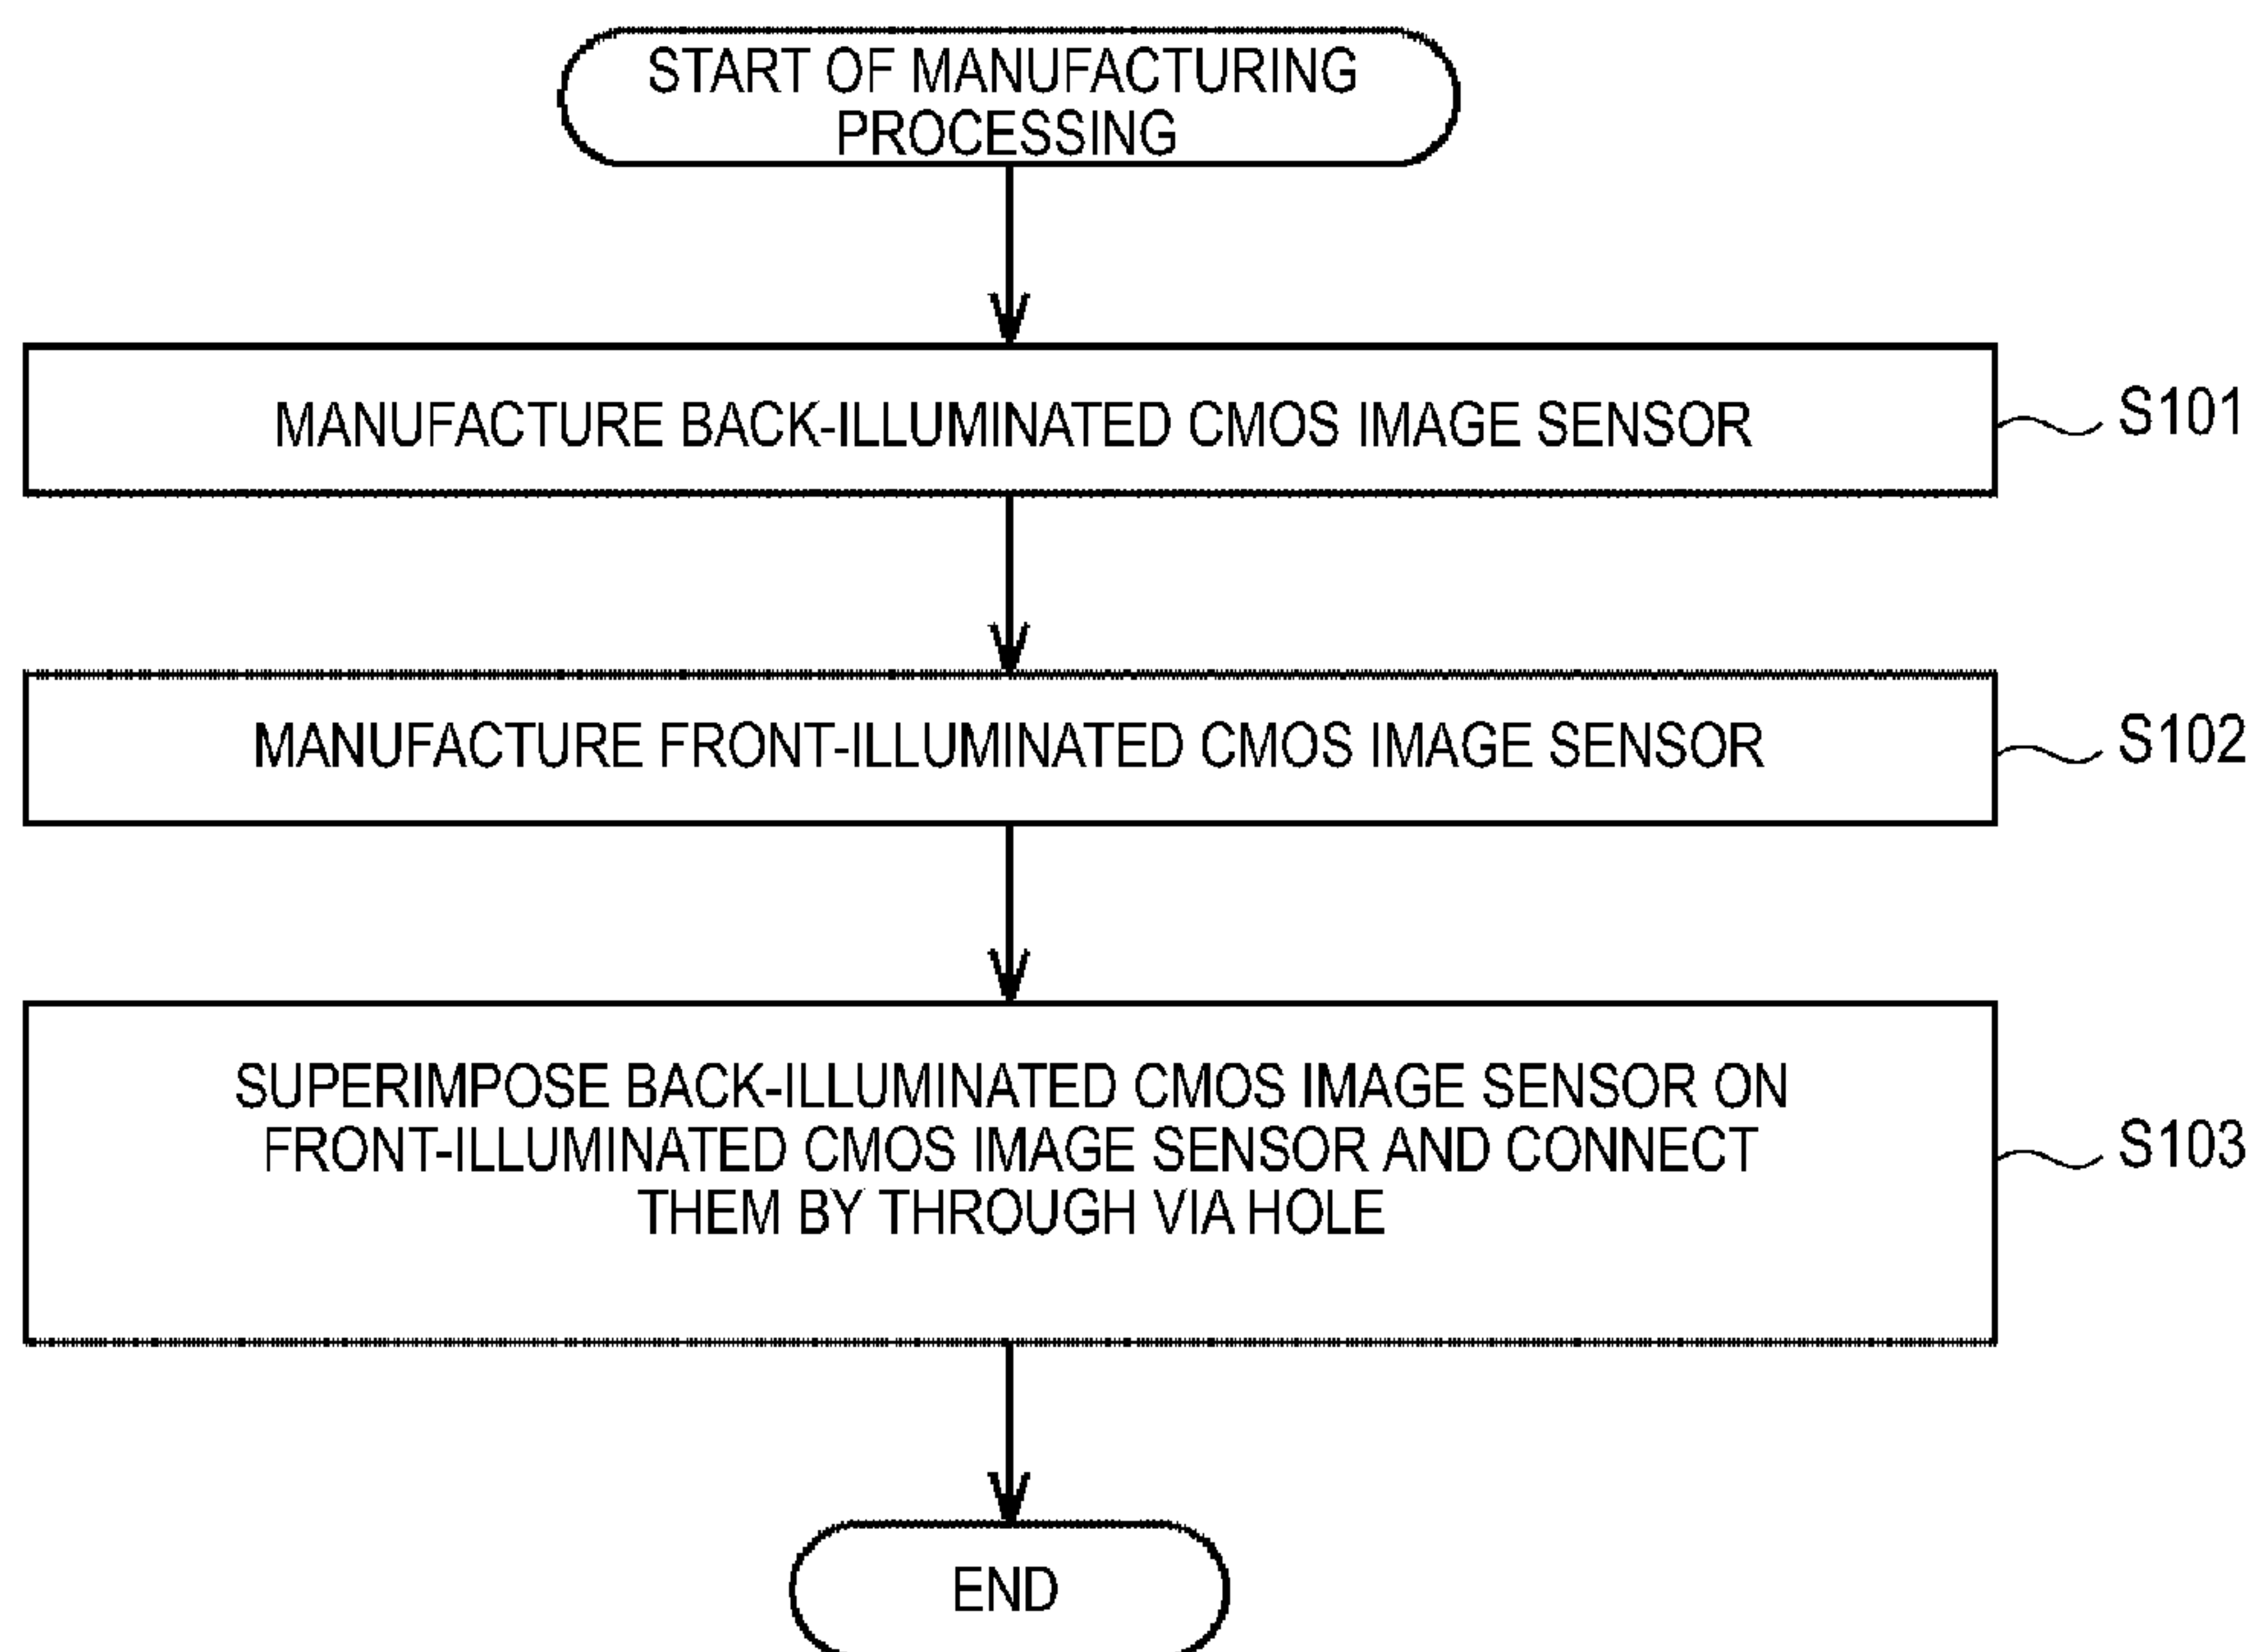 START OF MANUFACTURING
PROCESSING
MANUFACTURE BACK-ILLUMINATED CMOS IMAGE SENSOR
S101
MANUFACTURE FRONT-ILLUMINATED CMOS IMAGE SENSOR
S102
SUPERIMPOSE BACK-ILLUMINATED CMOS IMAGE SENSOR ON
FRONT-ILLUMINATED CMOS IMAGE SENSOR AND CONNECT
THEM BY THROUGH VIA HOLE
S103
END